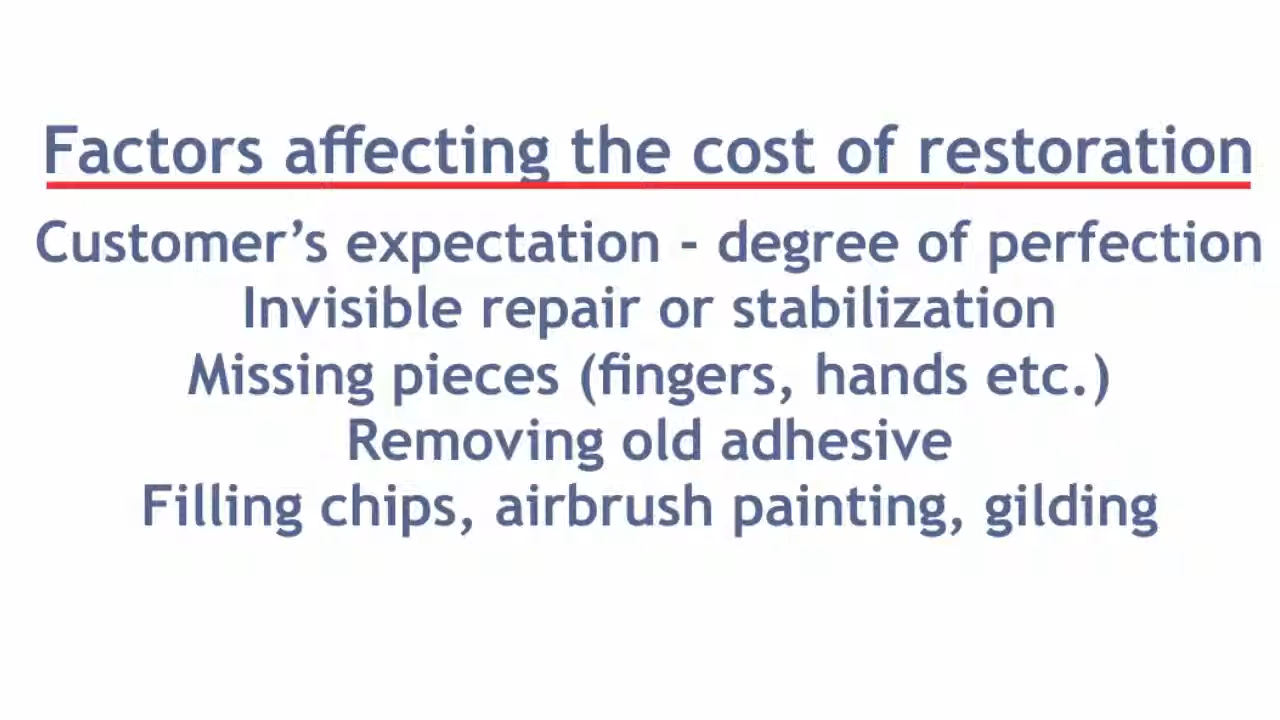 Factors affecting the cost of restoration
Customer’s expectation - degree of perfection
Invisible repair or stabilization
Missing pieces (fingers, hands etc.)
Removing old adhesive
Filling chips, airbrush painting, gilding